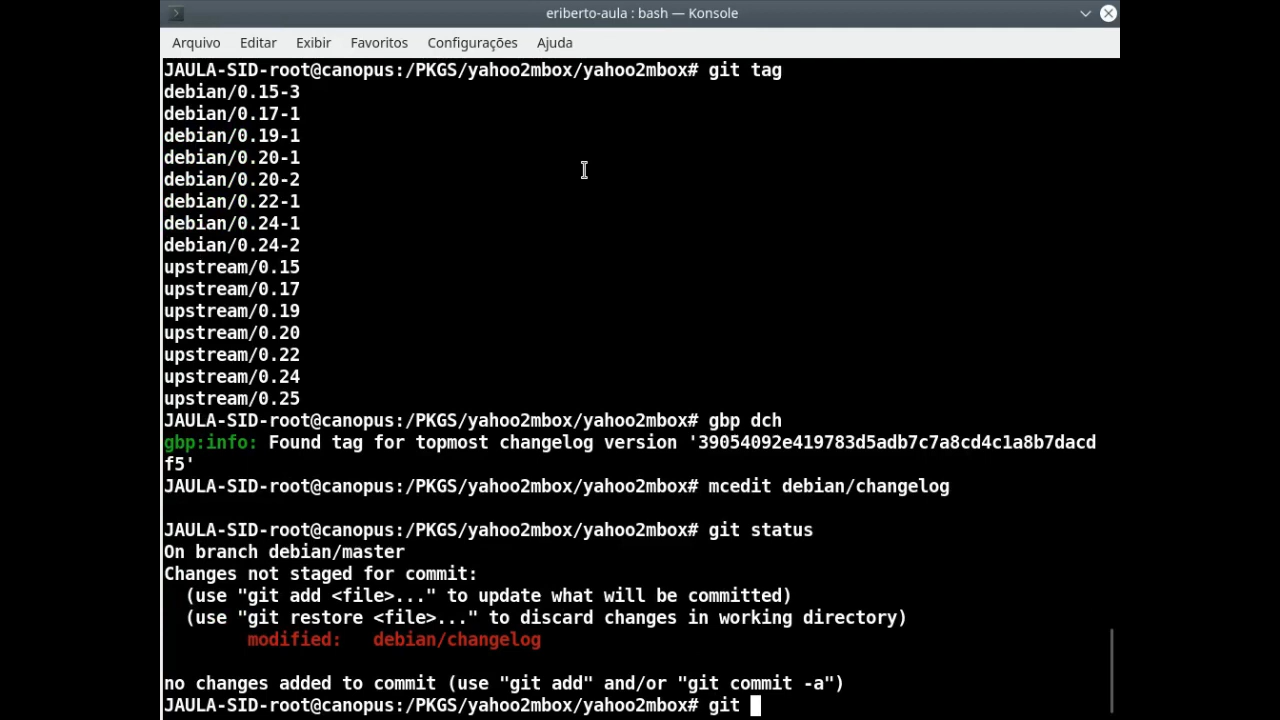 eriberto-aula : bash — Konsole
Arquivo Editar Exibir Favoritos Configurações Ajuda
JAULA-SID-root@canopus:/PKGS/yahoo2mbox/yahoo2mbox# git tag
debian/0.15-3
debian/0.17-1
debian/0.19-1
debian/0.20-1
debian/0.20-2
debian/0.22-1
debian/0.24-1
debian/0.24-2
upstream/0.15
upstream/0.17
upstream/0.19
upstream/0.20
upstream/0.22
upstream/0.24
upstream/0.25
JAULA-SID-root@canopus:/PKGS/yahoo2mbox/yahoo2mbox# gbp dch
gbp:info: Found tag for topmost changelog version '39054092e419783d5adb7c7a8cd4c1a8b7dacd
f5'
JAULA-SID-root@canopus:/PKGS/yahoo2mbox/yahoo2mbox# mcedit debian/changelog
JAULA-SID-root@canopus:/PKGS/yahoo2mbox/yahoo2mbox# git status
On branch debian/master
Changes not staged for commit:
  (use "git add <file>..." to update what will be committed)
  (use "git restore <file>..." to discard changes in working directory)
        modified:   debian/changelog
no changes added to commit (use "git add" and/or "git commit -a")
JAULA-SID-root@canopus:/PKGS/yahoo2mbox/yahoo2mbox# git